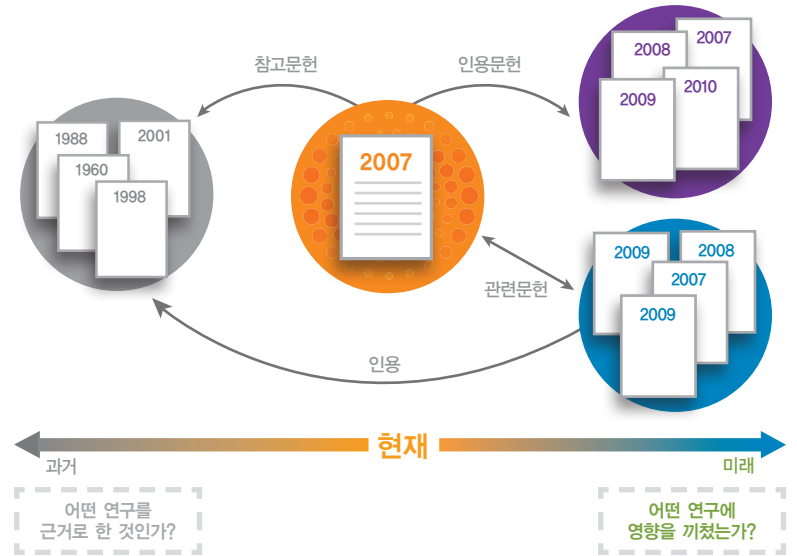 참고문헌
인용문헌
1988
2001
1960
1998
2007
2008
2007
2009
2010
2009
2008
2007
2009
관련문헌
인용
현재
과거
미래
어떤 연구를
근거로 한 것인가?
어떤 연구에
영향을 끼쳤는가?